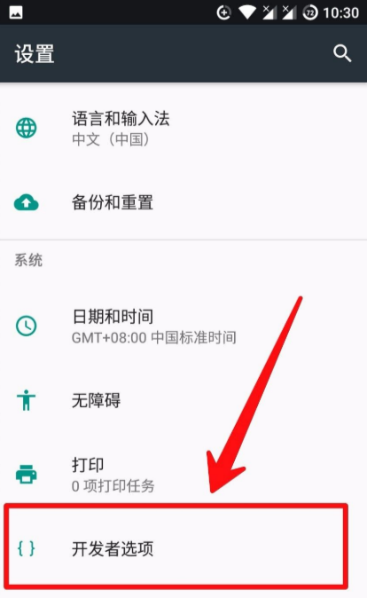 72 10:30
设置
语言和输入法
中文（中国）
备份和重置
系统
日期和时间
GMT+08:00 中国标准时间
无障碍
打印
0 项打印任务
{ } 开发者选项